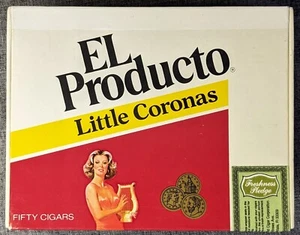 EL
Producto®
Little Coronas
FIFTY CIGARS
Freshness
Pledge